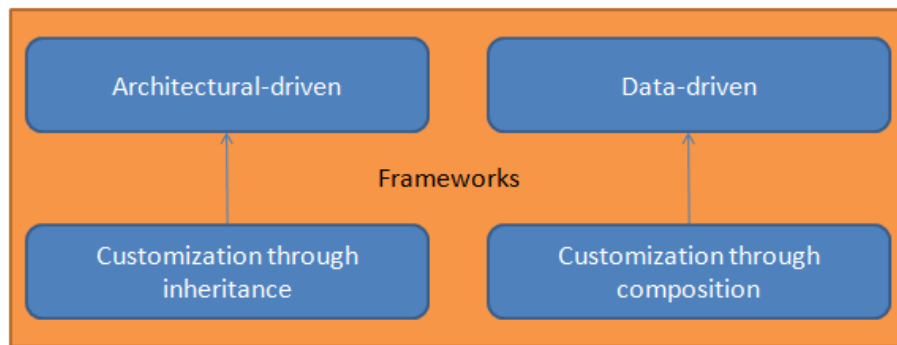 Architectural-driven
Data-driven
Frameworks
Customization through
inheritance
Customization through
composition